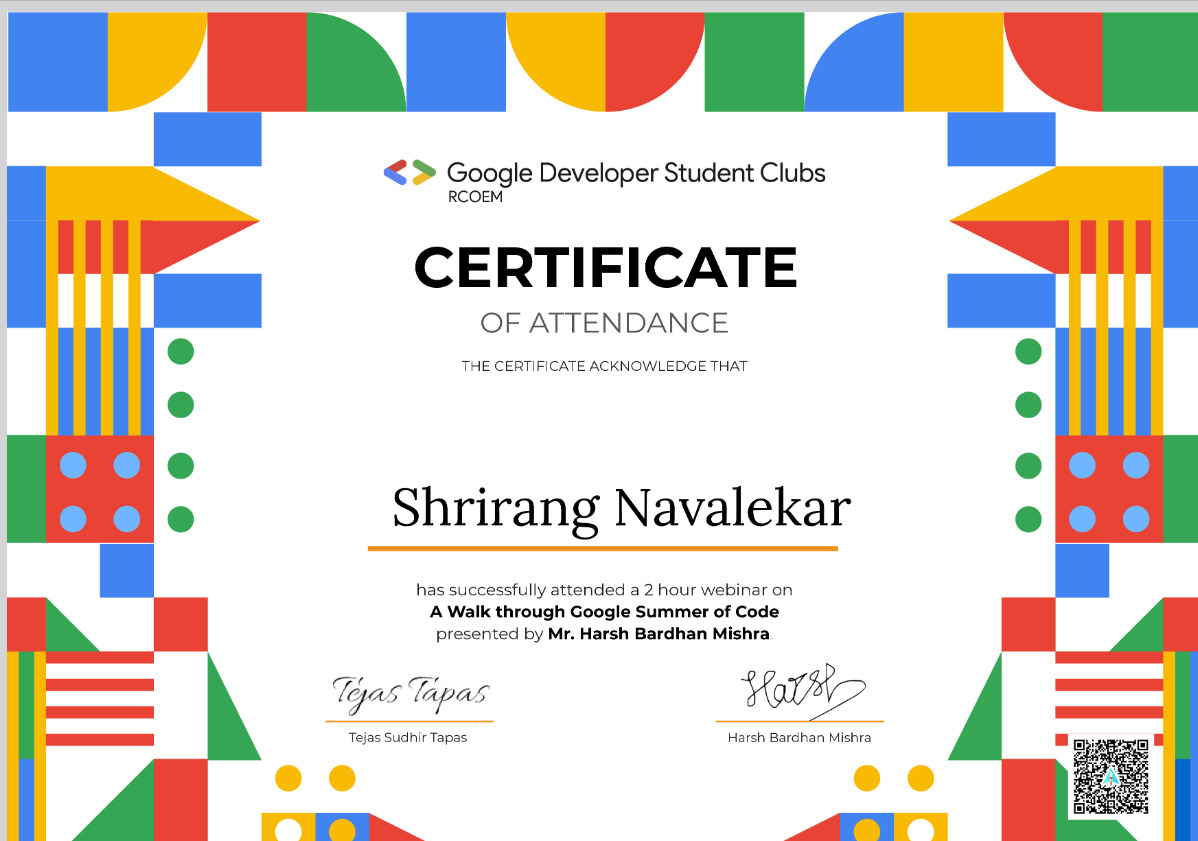 Google Developer Student Clubs
RCOEM
CERTIFICATE
OF ATTENDANCE
THE CERTIFICATE ACKNOWLEDGE THAT
Shrirang Navalekar
has successfully attended a 2 hour webinar on
A Walk through Google Summer of Code
presented by Mr. Harsh Bardhan Mishra.
Tejas Tapas
Harsh
Tejas Sudhir Tapas
Harsh Bardhan Mishra